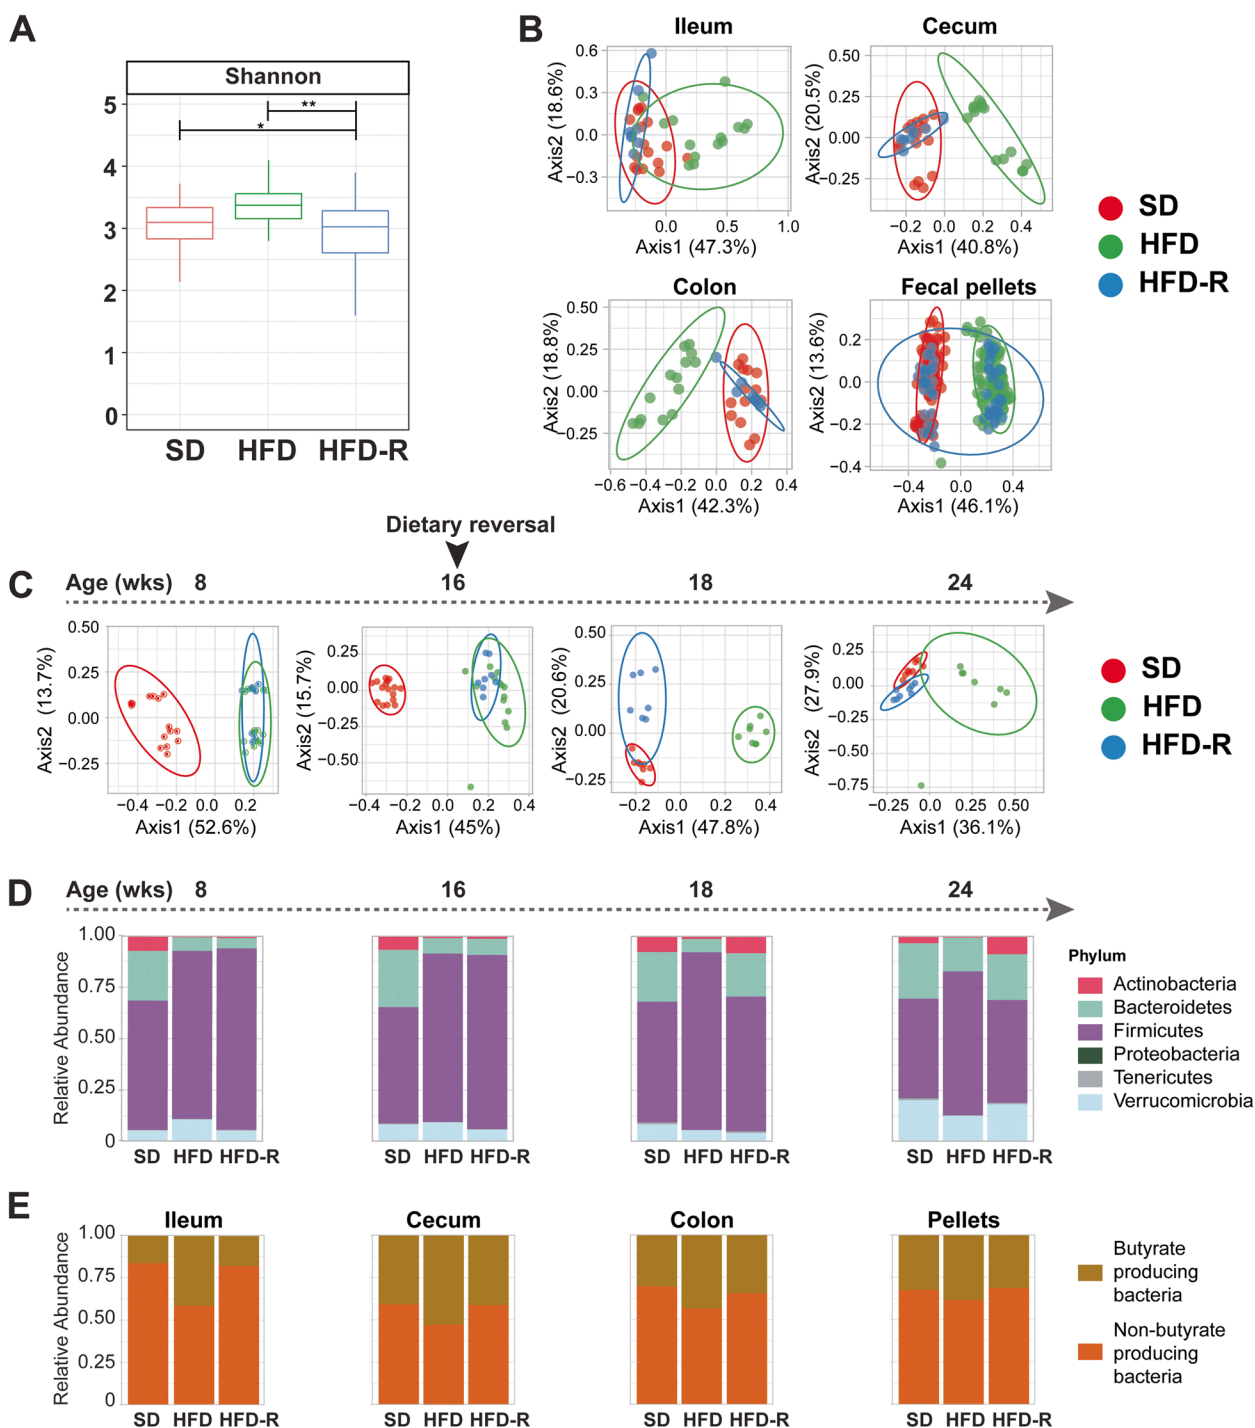 A
Shannon
5
4
3
2
1
0
**
*
SD HFD HFD-R
B
Ileum
Axis2 (18.6%)
0.6
0.3
0.0
−0.3
0.0 0.5 1.0
Axis1 (47.3%)
Cecum
Axis2 (20.5%)
0.50
0.25
0.00
−0.25
−0.2 0.0 0.2 0.4
Axis1 (40.8%)
Colon
Axis2 (18.8%)
0.50
0.25
0.00
−0.25
−0.6 −0.4 −0.2 0.0 0.2 0.4
Axis1 (42.3%)
Fecal pellets
Axis2 (13.6%)
0.2
0.0
−0.2
−0.4
−0.4 0.0 0.4
Axis1 (46.1%)
SD
HFD
HFD-R
Dietary reversal
C
Age (wks) 8 16 18 24
Axis2 (13.7%)
0.50
0.25
0.00
−0.25
−0.4 −0.2 0.0 0.2
Axis1 (52.6%)
Axis2 (15.7%)
0.25
0.00
−0.25
−0.50
−0.4 −0.2 0.0 0.2 0.4
Axis1 (45%)
Axis2 (20.6%)
0.50
0.25
0.00
−0.25
−0.2 0.0 0.2 0.4
Axis1 (47.8%)
Axis2 (27.9%)
0.25
0.00
−0.25
−0.50
−0.75
−0.25 0.0 0.25 0.50
Axis1 (36.1%)
SD
HFD
HFD-R
D
Age (wks) 8 16 18 24
Relative Abundance
1.00
0.75
0.50
0.25
0
SD HFD HFD-R
SD HFD HFD-R
SD HFD HFD-R
SD HFD HFD-R
Phylum
Actinobacteria
Bacteroidetes
Firmicutes
Proteobacteria
Tenericutes
Verrucomicrobia
E
Ileum
Cecum
Colon
Pellets
Relative Abundance
1.00
0.75
0.50
0.25
0
SD HFD HFD-R
SD HFD HFD-R
SD HFD HFD-R
SD HFD HFD-R
Butyrate
producing
bacteria
Non-butyrate
producing
bacteria